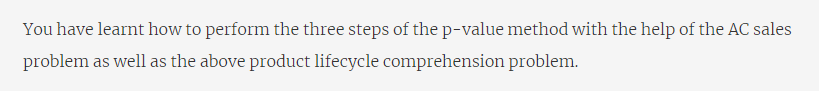 You have learnt how to perform the three steps of the p-value method with the help of the AC sales
problem as well as the above product lifecycle comprehension problem.